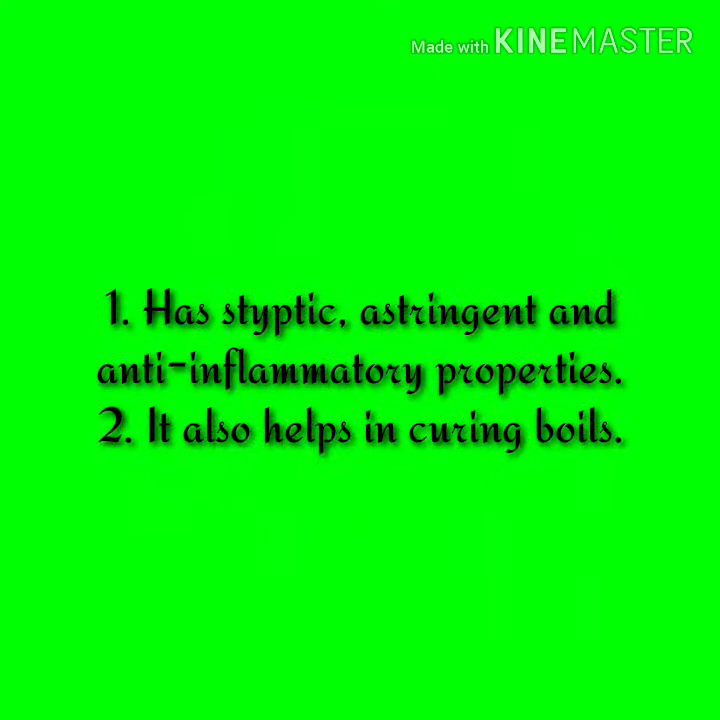 Made with KINEMASTER
1. Has styptic, astringent and
anti-inflammatory properties.
2. It also helps in curing boils.